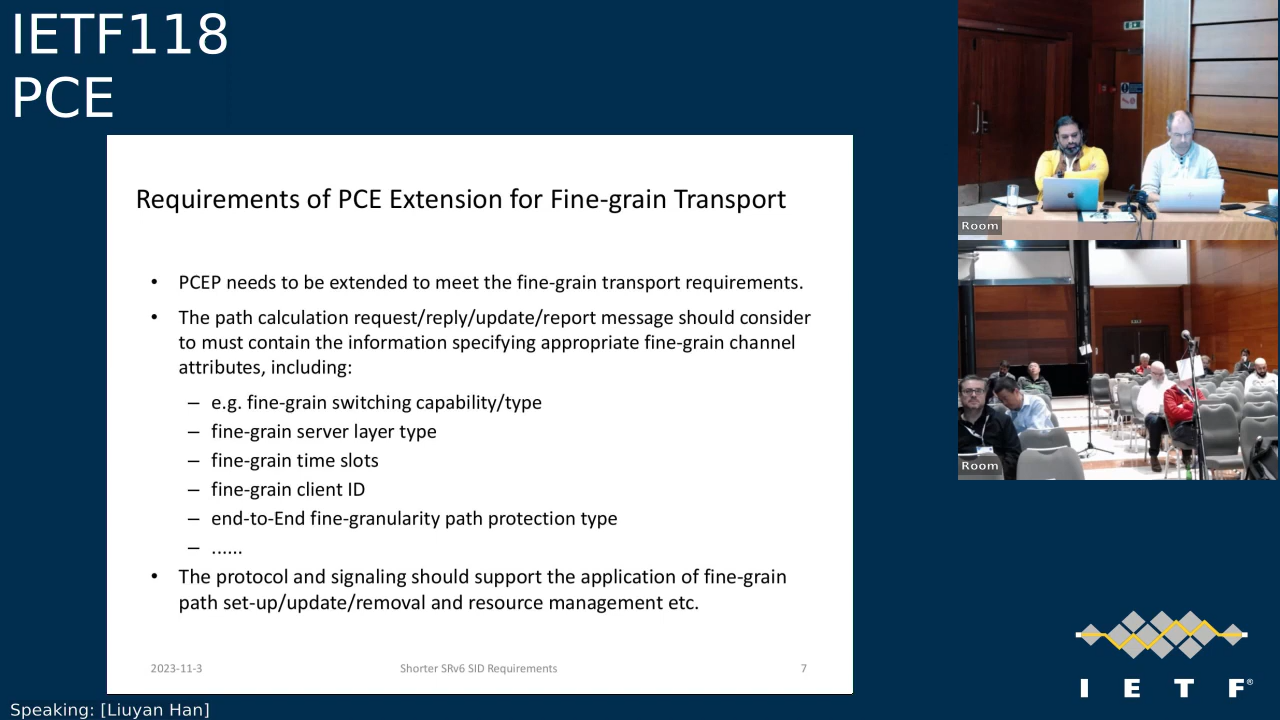 IETF118
PCE
Requirements of PCE Extension for Fine-grain Transport
• PCEP needs to be extended to meet the fine-grain transport requirements.
• The path calculation request/reply/update/report message should consider
to must contain the information specifying appropriate fine-grain channel
attributes, including:
– e.g. fine-grain switching capability/type
– fine-grain server layer type
– fine-grain time slots
– fine-grain client ID
– end-to-End fine-granularity path protection type
– ......
• The protocol and signaling should support the application of fine-grain
path set-up/update/removal and resource management etc.
2023-11-3
Shorter SRv6 SID Requirements
7
Room
Room
I E T F®
Speaking: [Liuyan Han]